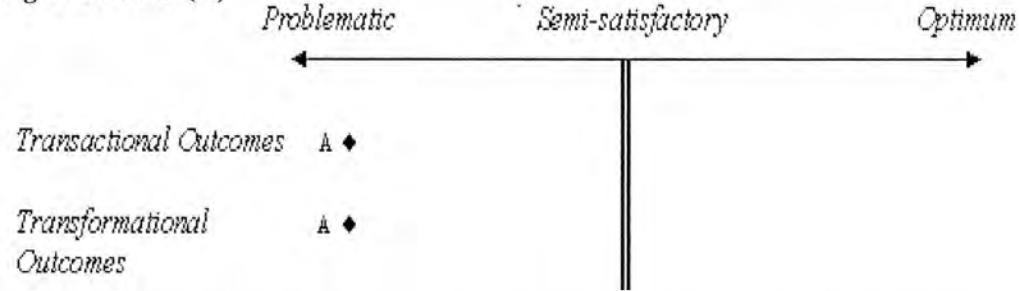 Problematic Semi-satisfactory Optimum
Transactional Outcomes A
Transformational A
Outcomes